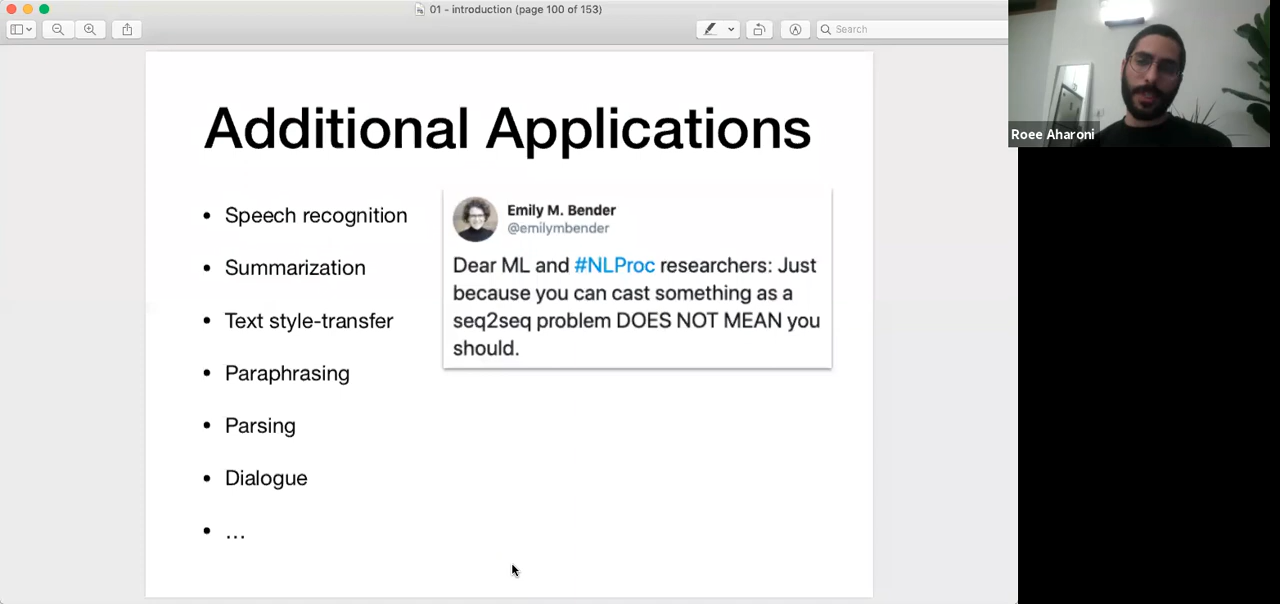 01 - introduction (page 100 of 153)
Search
Roee Aharoni
Additional Applications
• Speech recognition
• Summarization
• Text style-transfer
• Paraphrasing
• Parsing
• Dialogue
• …
Emily M. Bender
@emilymbender
Dear ML and #NLProc researchers: Just
because you can cast something as a
seq2seq problem DOES NOT MEAN you
should.